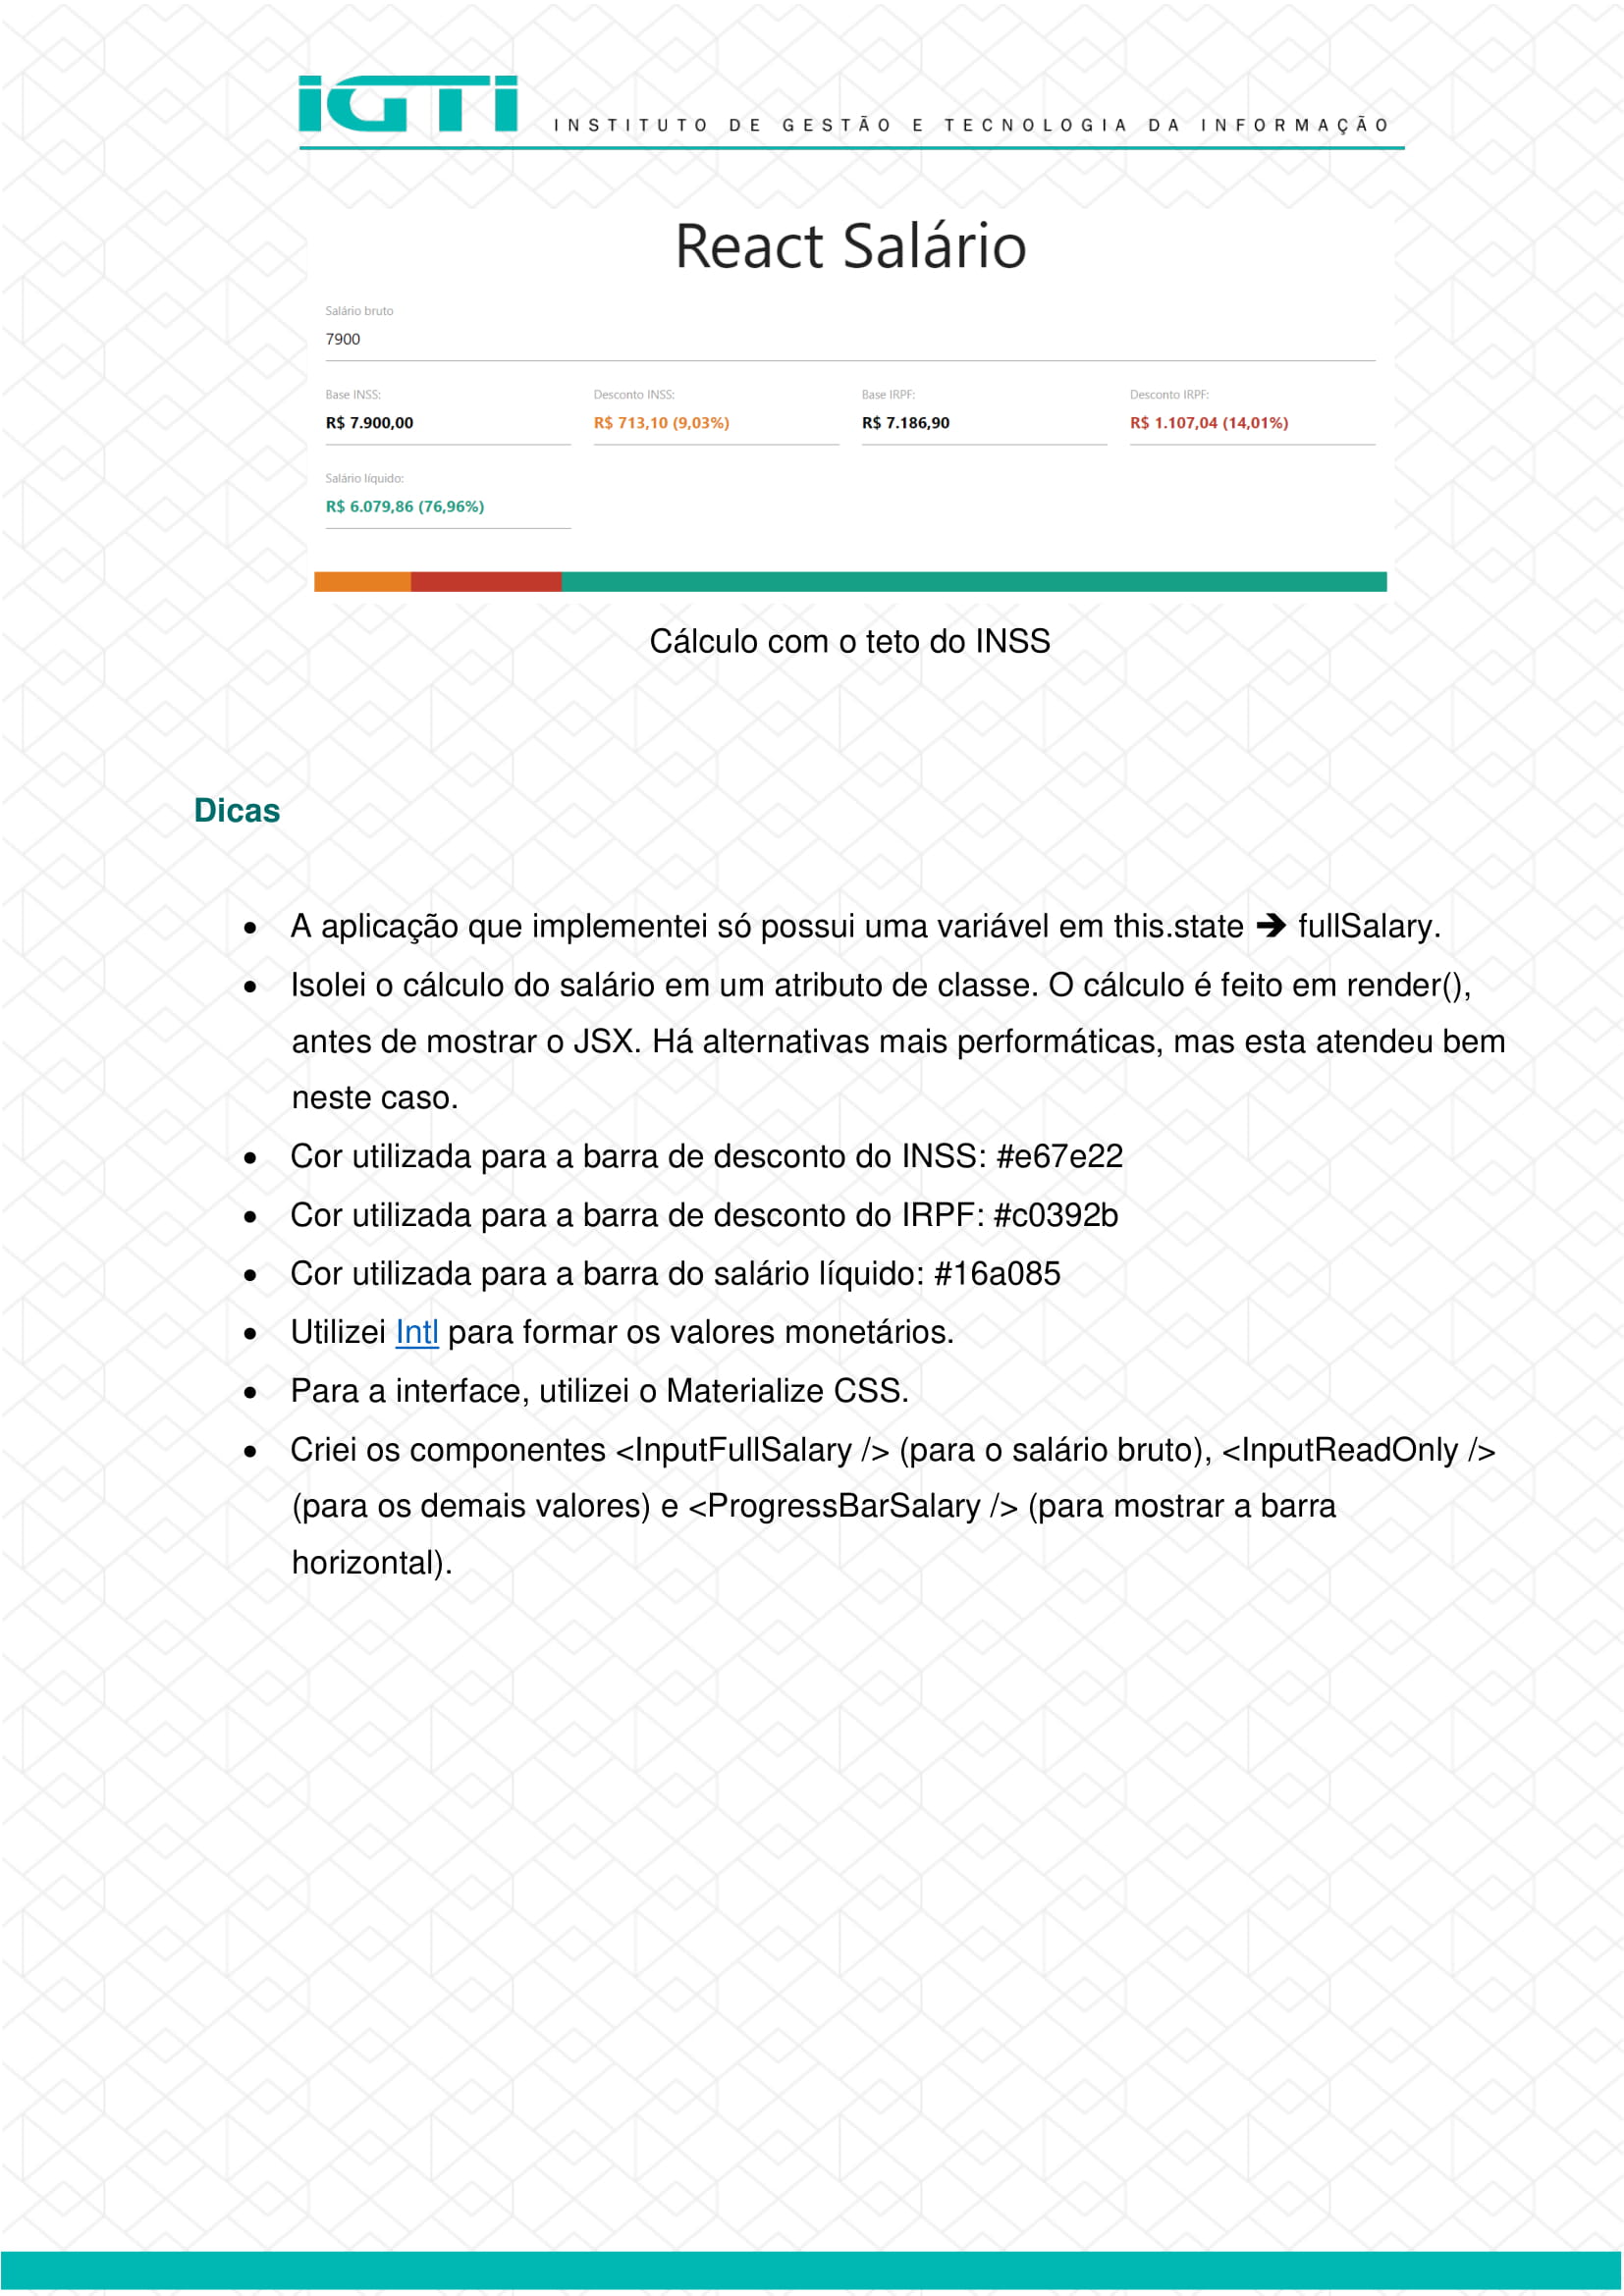 iGTi INSTITUTO DE GESTÃO E TECNOLOGIA DA INFORMAÇÃO
React Salário
Salário bruto
7900
Base INSS: Desconto INSS: Base IRPF: Desconto IRPF:
R$ 7.900,00 R$ 713,10 (9,03%) R$ 7.186,90 R$ 1.107,04 (14,01%)
Salário líquido:
R$ 6.079,86 (76,96%)
Cálculo com o teto do INSS
Dicas
• A aplicação que implementei só possui uma variável em this.state ➔ fullSalary.
• Isolei o cálculo do salário em um atributo de classe. O cálculo é feito em render(),
antes de mostrar o JSX. Há alternativas mais performáticas, mas esta atendeu bem
neste caso.
• Cor utilizada para a barra de desconto do INSS: #e67e22
• Cor utilizada para a barra de desconto do IRPF: #c0392b
• Cor utilizada para a barra do salário líquido: #16a085
• Utilizei Intl para formar os valores monetários.
• Para a interface, utilizei o Materialize CSS.
• Criei os componentes <InputFullSalary /> (para o salário bruto), <InputReadOnly />
(para os demais valores) e <ProgressBarSalary /> (para mostrar a barra
horizontal).